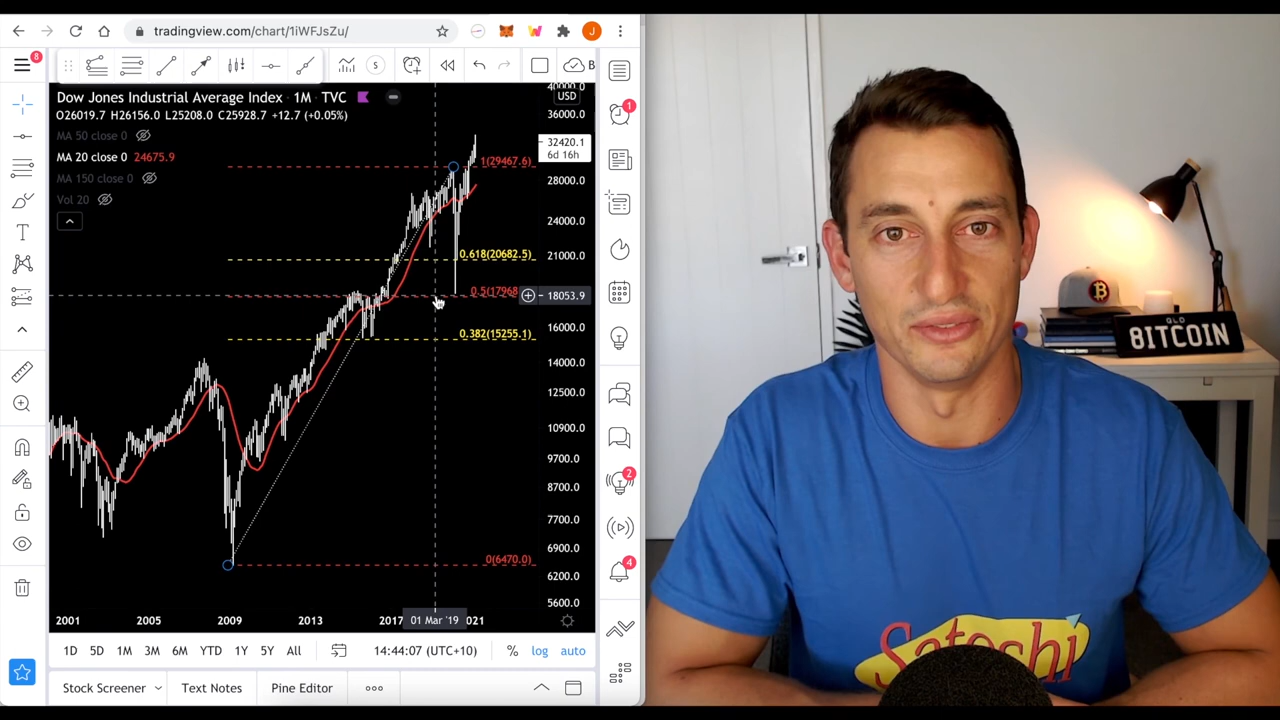 tradingview.com/chart/1iWFJsZu/
J
8
S
B
Dow Jones Industrial Average Index · 1M · TVC
O26019.7 H26156.0 L25208.0 C25928.7 +12.7 (+0.05%)
MA 50 close 0
MA 20 close 0 24675.9
MA 150 close 0
Vol 20
40000.0
USD
36000.0
32420.1
6d 16h
1(29467.6)
28000.0
24000.0
0.618(20682.5)
21000.0
0.5(17968
18053.9
0.382(15255.1)
16000.0
14000.0
12500.0
10900.0
9700.0
8700.0
7700.0
6900.0
0(6470.0)
6200.0
5600.0
2001 2005 2009 2013 2017 01 Mar '19 021
1D 5D 1M 3M 6M YTD 1Y 5Y All 14:44:07 (UTC+10) % log auto
Stock Screener Text Notes Pine Editor
1
2
4
B
QLD
8ITCOIN
Satoshi